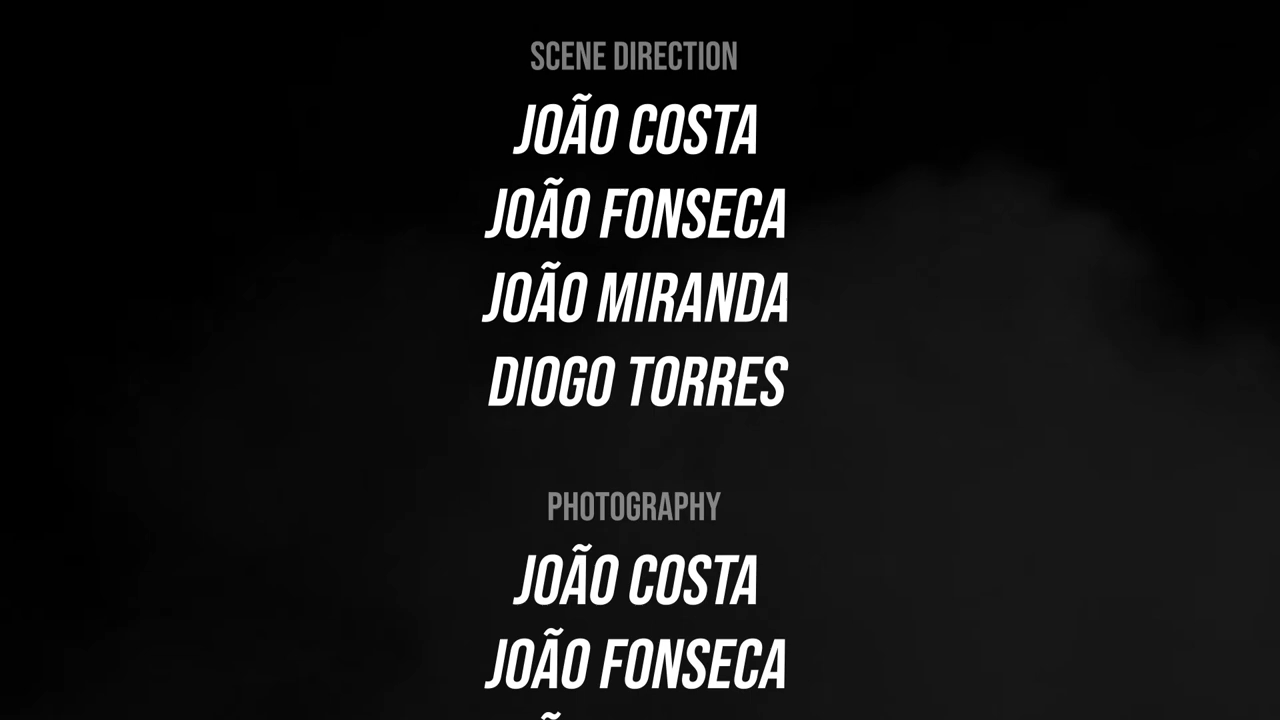 SCENE DIRECTION
JOÃO COSTA
JOÃO FONSECA
JOÃO MIRANDA
DIOGO TORRES
PHOTOGRAPHY
JOÃO COSTA
JOÃO FONSECA